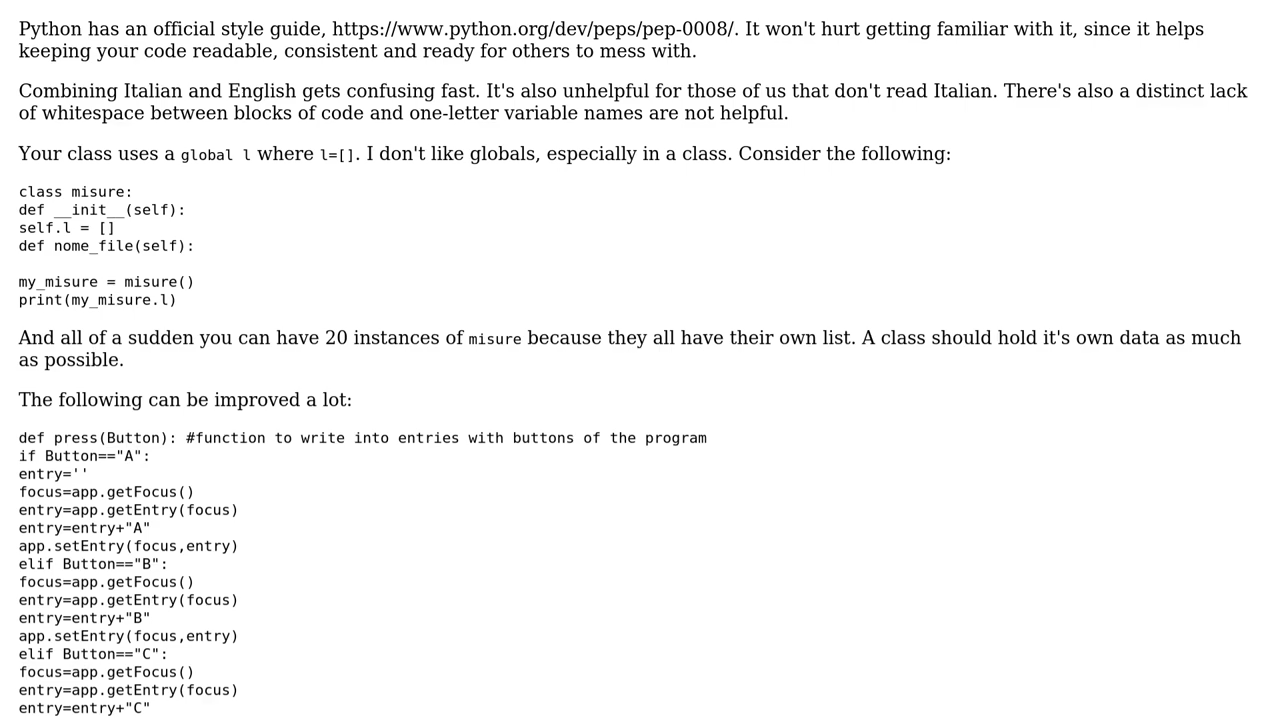 Python has an official style guide, https://www.python.org/dev/peps/pep-0008/. It won't hurt getting familiar with it, since it helps
keeping your code readable, consistent and ready for others to mess with.
Combining Italian and English gets confusing fast. It's also unhelpful for those of us that don't read Italian. There's also a distinct lack
of whitespace between blocks of code and one-letter variable names are not helpful.
Your class uses a global l where l=[]. I don't like globals, especially in a class. Consider the following:
class misure:
def __init__(self):
self.l = []
def nome_file(self):
my_misure = misure()
print(my_misure.l)
And all of a sudden you can have 20 instances of misure because they all have their own list. A class should hold it's own data as much
as possible.
The following can be improved a lot:
def press(Button): #function to write into entries with buttons of the program
if Button=="A":
entry=''
focus=app.getFocus()
entry=app.getEntry(focus)
entry=entry+"A"
app.setEntry(focus,entry)
elif Button=="B":
focus=app.getFocus()
entry=app.getEntry(focus)
entry=entry+"B"
app.setEntry(focus,entry)
elif Button=="C":
focus=app.getFocus()
entry=app.getEntry(focus)
entry=entry+"C"